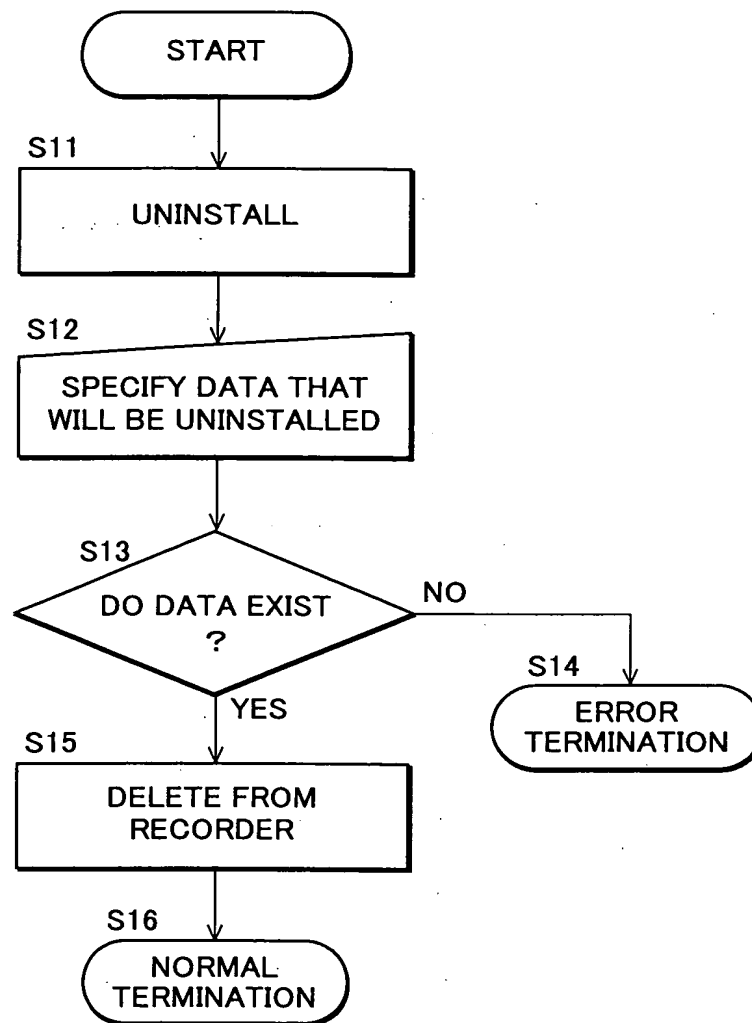 START
S11
UNINSTALL
S12
SPECIFY DATA THAT
WILL BE UNINSTALLED
S13
DO DATA EXIST
?
NO
YES
S14
ERROR
TERMINATION
S15
DELETE FROM
RECORDER
S16
NORMAL
TERMINATION